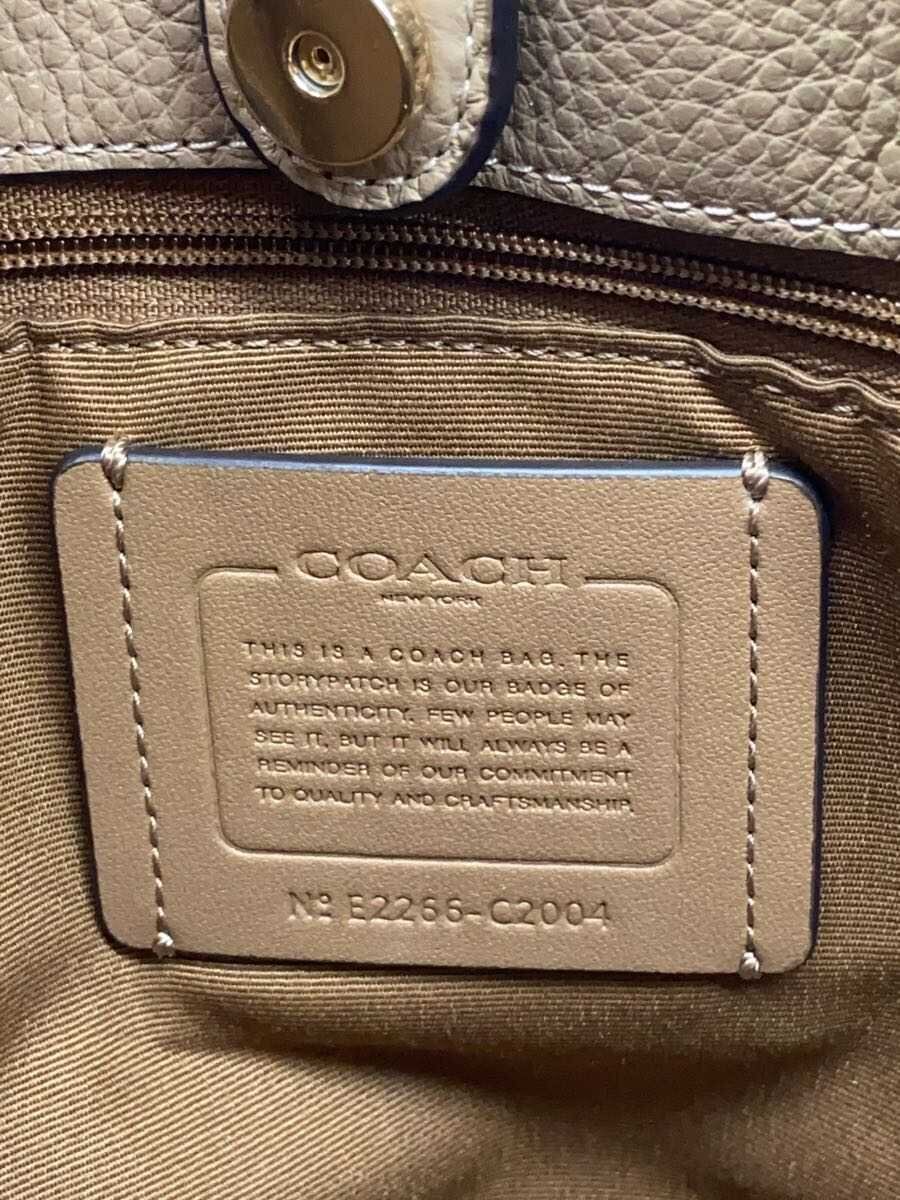 COACH
NEW YORK
THIS IS A COACH BAG. THE
STORYPATCH IS OUR BADGE OF
AUTHENTICITY. FEW PEOPLE MAY
SEE IT, BUT IT WILL ALWAYS BE A
REMINDER OF OUR COMMITMENT
TO QUALITY AND CRAFTSMANSHIP.
Nº E2266-C2004